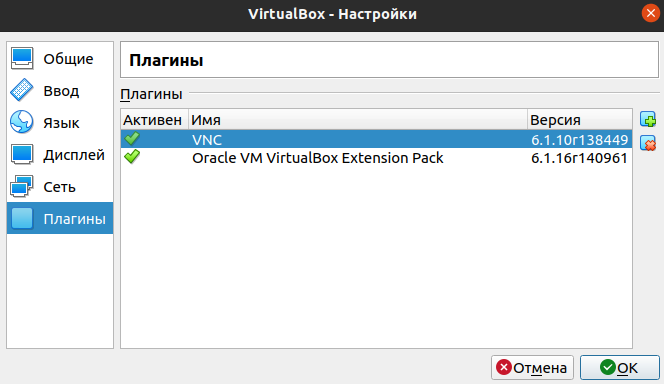 VirtualBox - Настройки
Общие
Ввод
Язык
Дисплей
Сеть
Плагины
Плагины
Плагины
Активен Имя Версия
VNC 6.1.10r138449
Oracle VM VirtualBox Extension Pack 6.1.16r140961
Отмена OK